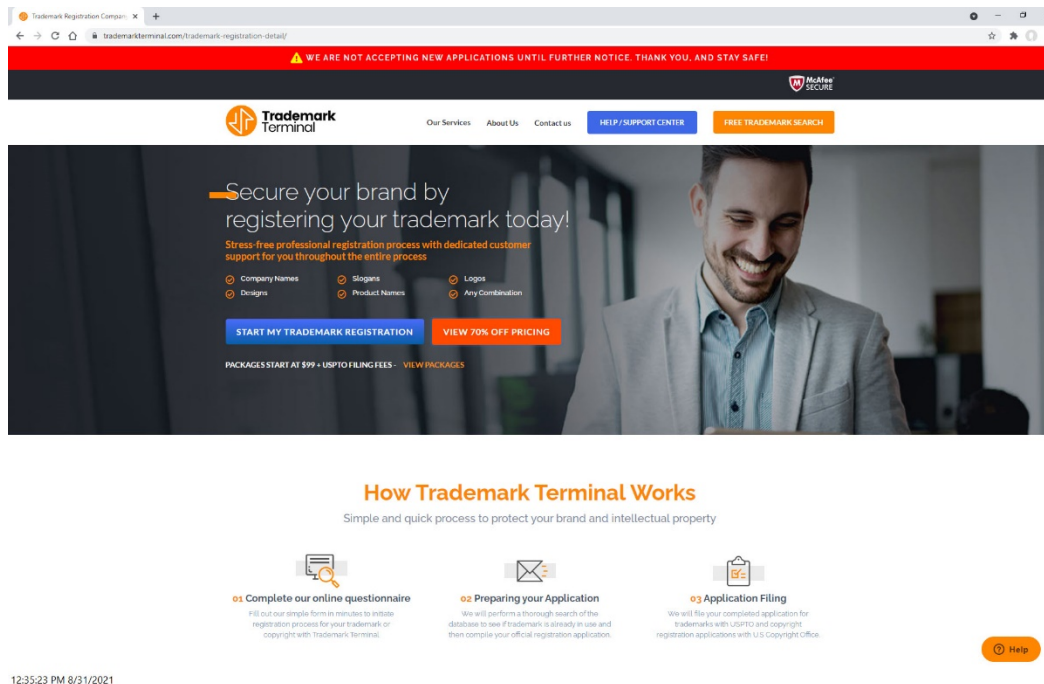 Trademark Registration Company
trademarkterminal.com/trademark-registration-detail/
WE ARE NOT ACCEPTING NEW APPLICATIONS UNTIL FURTHER NOTICE. THANK YOU, AND STAY SAFE!
McAfee
SECURE
Trademark
Terminal
Our Services About Us Contact us HELP / SUPPORT CENTER FREE TRADEMARK SEARCH
Secure your brand by
registering your trademark today!
Stress-free professional registration process with dedicated customer
support for you throughout the entire process
Company Names Slogans Logos
Designs Product Names Any Combination
START MY TRADEMARK REGISTRATION VIEW 70% OFF PRICING
PACKAGES START AT $99 + USPTO FILING FEES - VIEW PACKAGES
How Trademark Terminal Works
Simple and quick process to protect your brand and intellectual property
01 Complete our online questionnaire
Fill out our simple form in minutes to initiate
registration process for your trademark or
copyright with Trademark Terminal.
02 Preparing your Application
We will perform a thorough search of the
database to see if trademark is already in use and
then compile your official registration application.
03 Application Filing
We will file your completed application for
trademarks with USPTO and copyright
registration applications with U.S Copyright Office.
Help
12:35:23 PM 8/31/2021